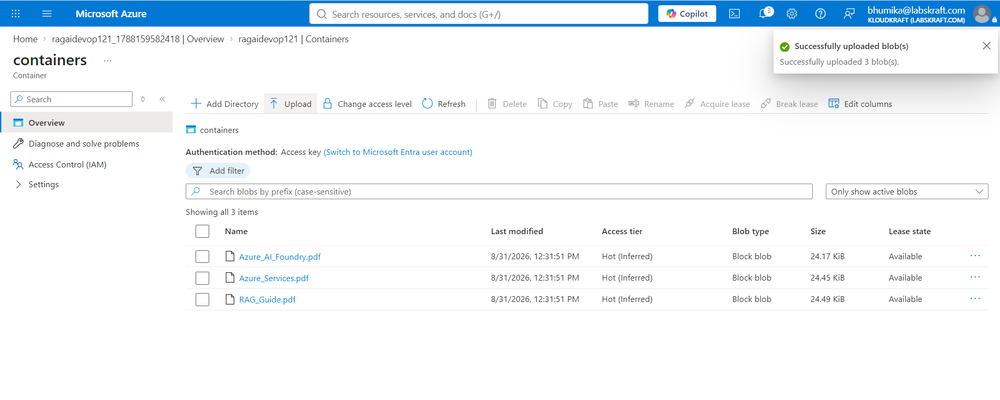 Microsoft Azure
Search resources, services, and docs (G+/)
Copilot
3
bhumika@labskraft.com
KLOUDKRAFT (LABSKRAFT.COM)
Home > ragaidevop121_1788159582418 | Overview > ragaidevop121 | Containers
Successfully uploaded blob(s)
Successfully uploaded 3 blob(s).
containers ...
Container
Search
Overview
Diagnose and solve problems
Access Control (IAM)
Settings
Add Directory Upload Change access level Refresh Delete Copy Paste Rename Acquire lease Break lease Edit columns
containers
Authentication method: Access key (Switch to Microsoft Entra user account)
Add filter
Search blobs by prefix (case-sensitive) Only show active blobs
Showing all 3 items
Name Last modified Access tier Blob type Size Lease state
Azure_AI_Foundry.pdf 8/31/2026, 12:31:51 PM Hot (Inferred) Block blob 24.17 KiB Available ...
Azure_Services.pdf 8/31/2026, 12:31:51 PM Hot (Inferred) Block blob 24.45 KiB Available ...
RAG_Guide.pdf 8/31/2026, 12:31:51 PM Hot (Inferred) Block blob 24.49 KiB Available ...